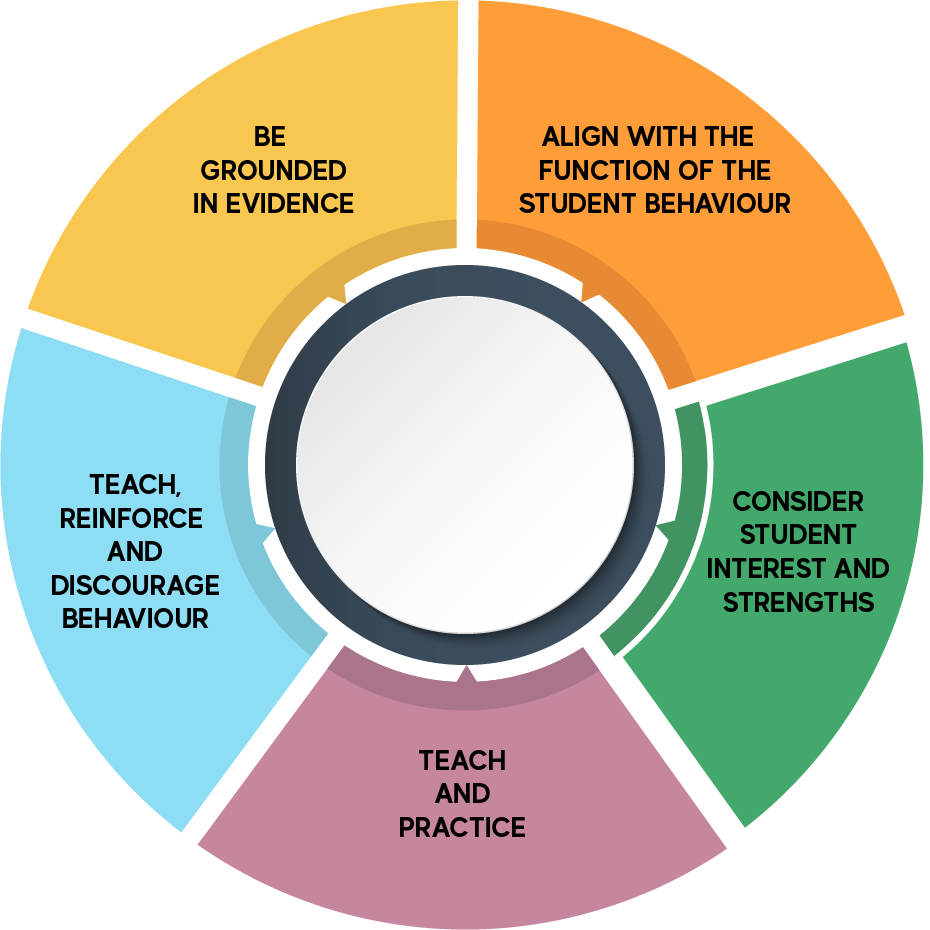 BE
GROUNDED
IN EVIDENCE
ALIGN WITH THE
FUNCTION OF THE
STUDENT BEHAVIOUR
CONSIDER
STUDENT
INTEREST AND
STRENGTHS
TEACH
AND
PRACTICE
TEACH,
REINFORCE
AND
DISCOURAGE
BEHAVIOUR